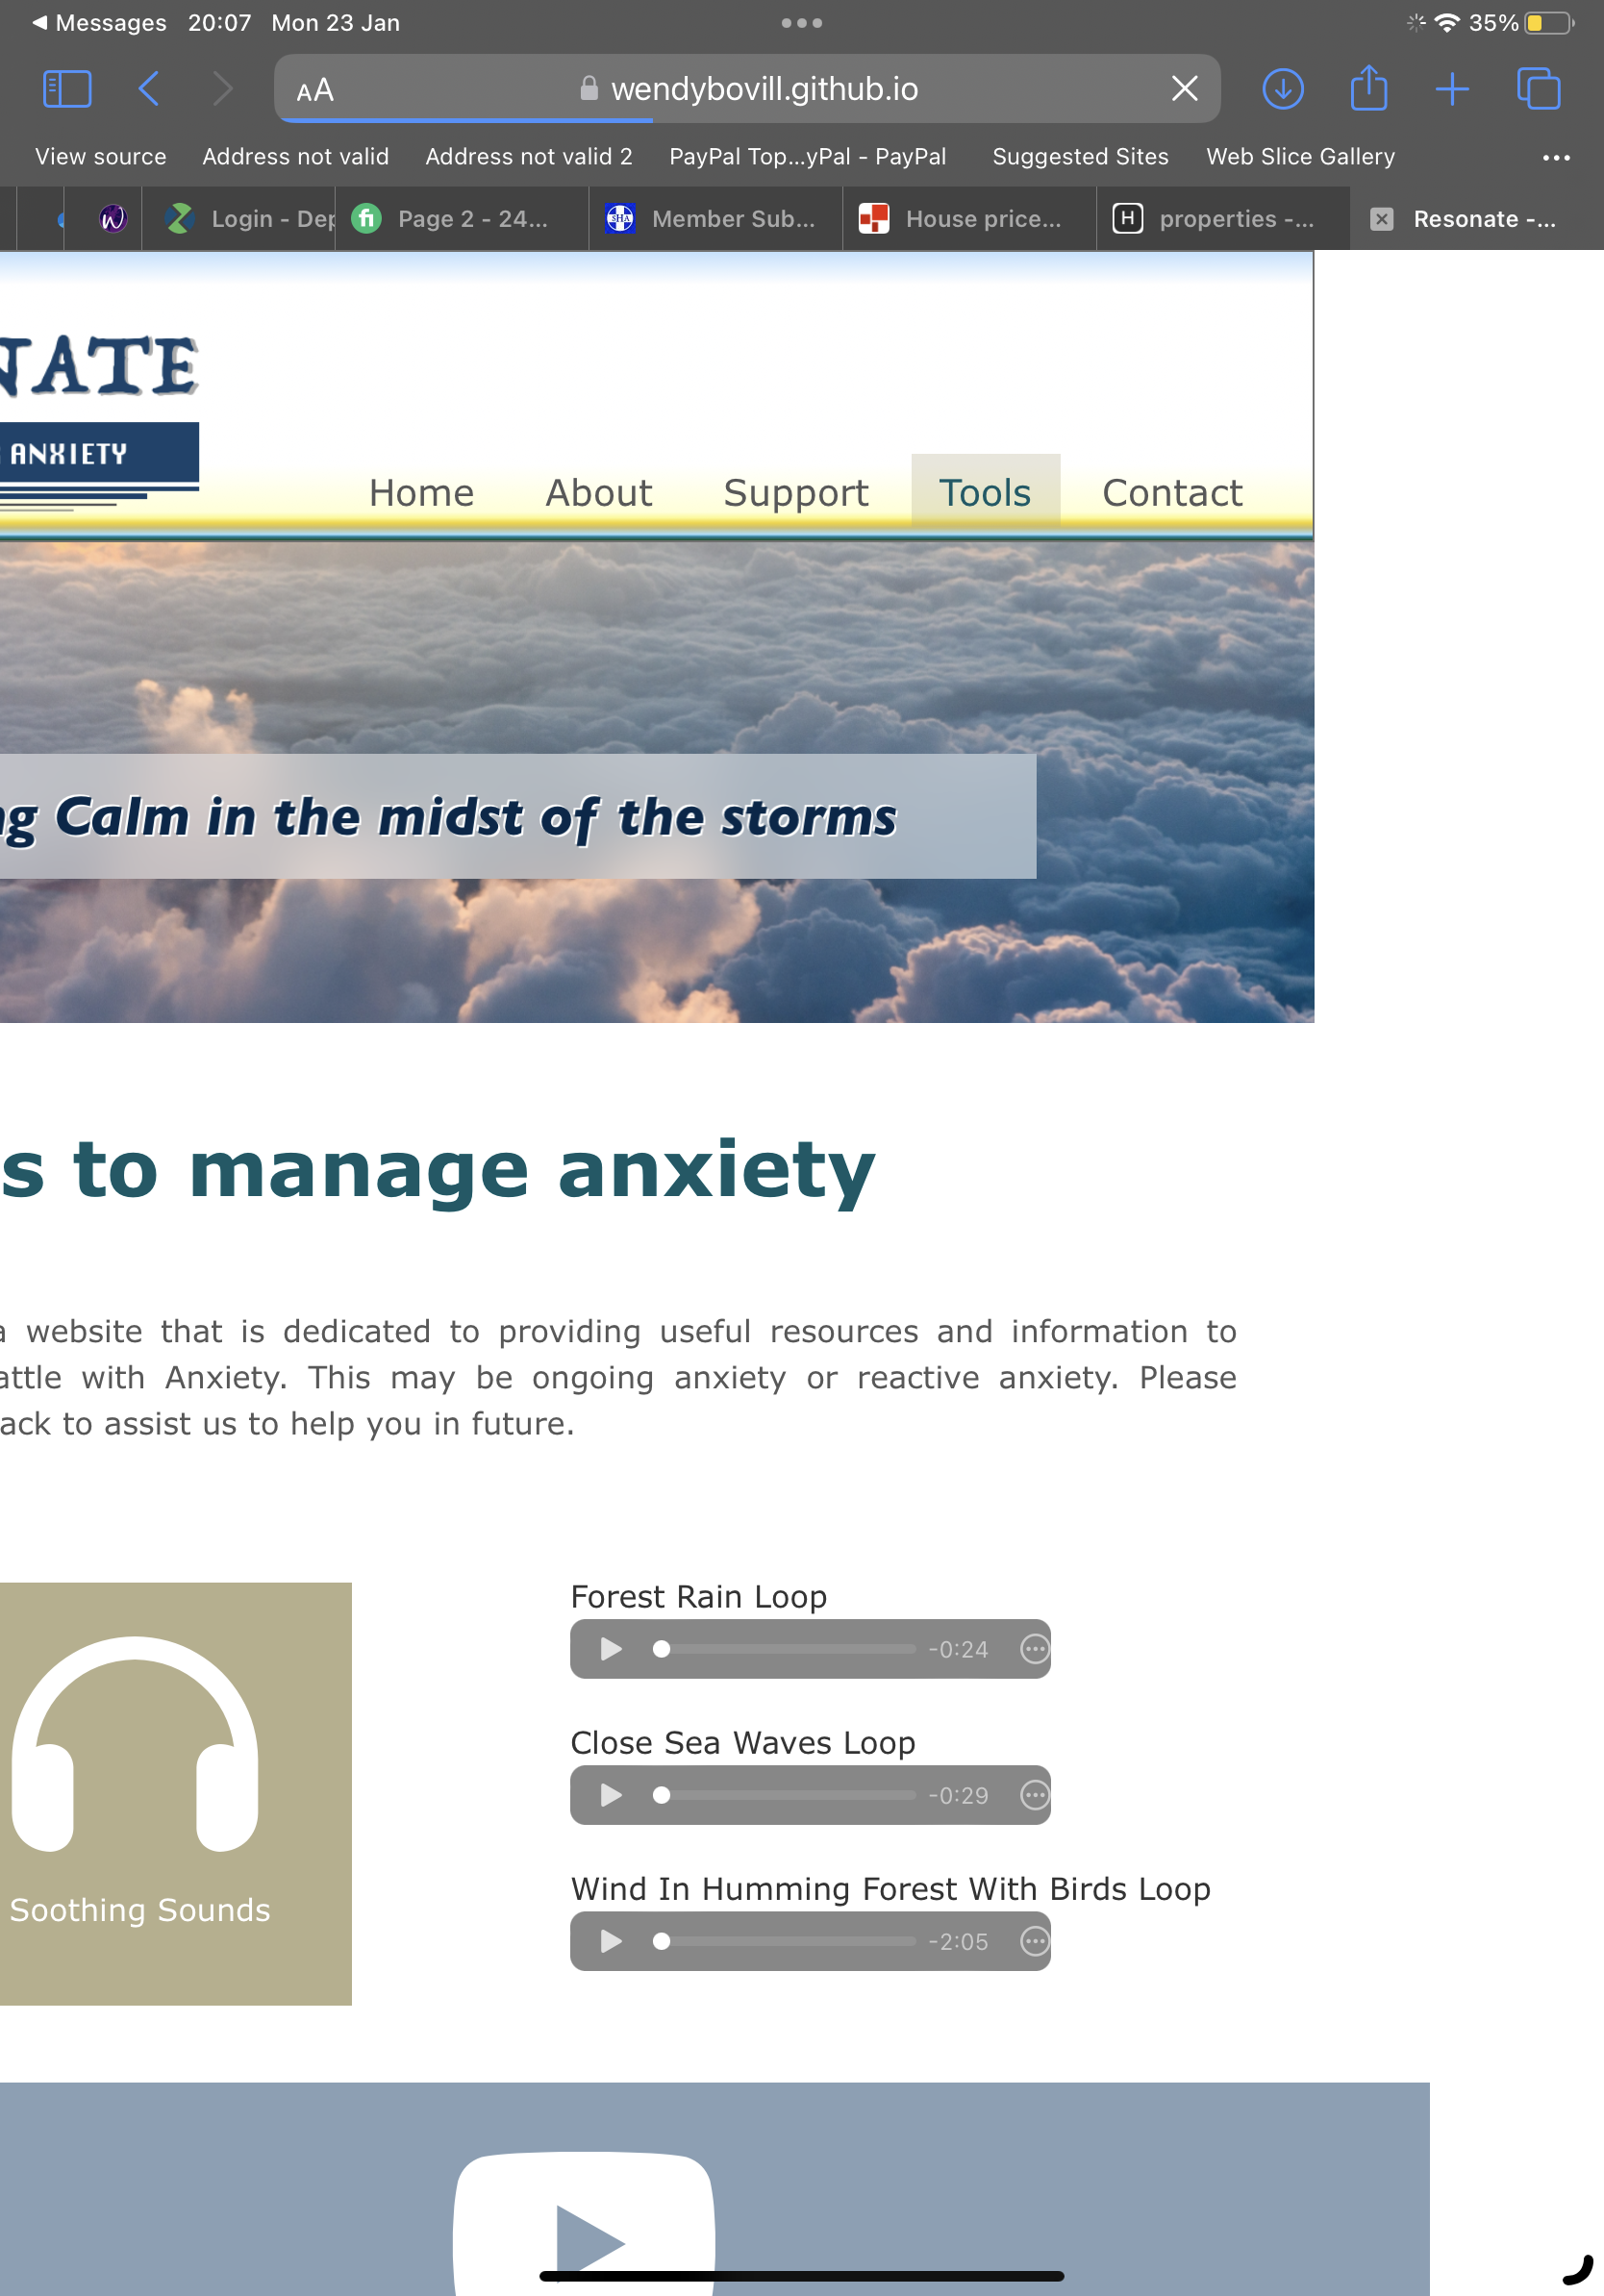 Messages 20:07 Mon 23 Jan 35%
AA wendybovill.github.io
View source Address not valid Address not valid 2 PayPal Top...yPal - PayPal Suggested Sites Web Slice Gallery
Login - Dep Page 2 - 24... SHA Member Sub... House price... H properties -... Resonate -...
NATE
ANXIETY
Home About Support Tools Contact
ng Calm in the midst of the storms
s to manage anxiety
a website that is dedicated to providing useful resources and information to
attle with Anxiety. This may be ongoing anxiety or reactive anxiety. Please
ack to assist us to help you in future.
Forest Rain Loop
-0:24
Close Sea Waves Loop
-0:29
Wind In Humming Forest With Birds Loop
-2:05
Soothing Sounds